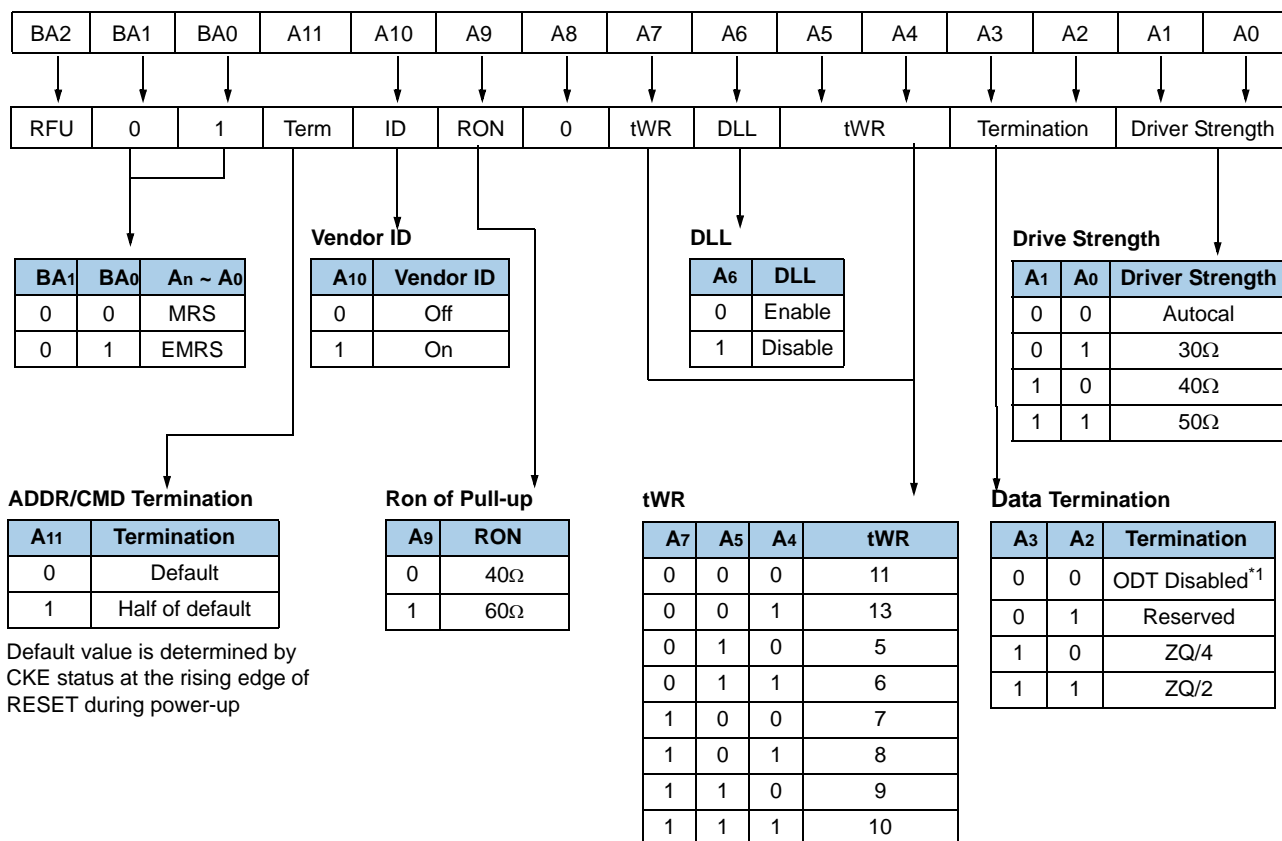 BA2 BA1 BA0 A11 A10 A9 A8 A7 A6 A5 A4 A3 A2 A1 A0
RFU 0 1 Term ID RON 0 tWR DLL tWR Termination Driver Strength
BA1 BA0 An ~ A0
0 0 MRS
0 1 EMRS
Vendor ID
A10 Vendor ID
0 Off
1 On
DLL
A6 DLL
0 Enable
1 Disable
Drive Strength
A1 A0 Driver Strength
0 0 Autocal
0 1 30Ω
1 0 40Ω
1 1 50Ω
ADDR/CMD Termination
A11 Termination
0 Default
1 Half of default
Default value is determined by
CKE status at the rising edge of
RESET during power-up
Ron of Pull-up
A9 RON
0 40Ω
1 60Ω
tWR
A7 A5 A4 tWR
0 0 0 11
0 0 1 13
0 1 0 5
0 1 1 6
1 0 0 7
1 0 1 8
1 1 0 9
1 1 1 10
Data Termination
A3 A2 Termination
0 0 ODT Disabled*1
0 1 Reserved
1 0 ZQ/4
1 1 ZQ/2